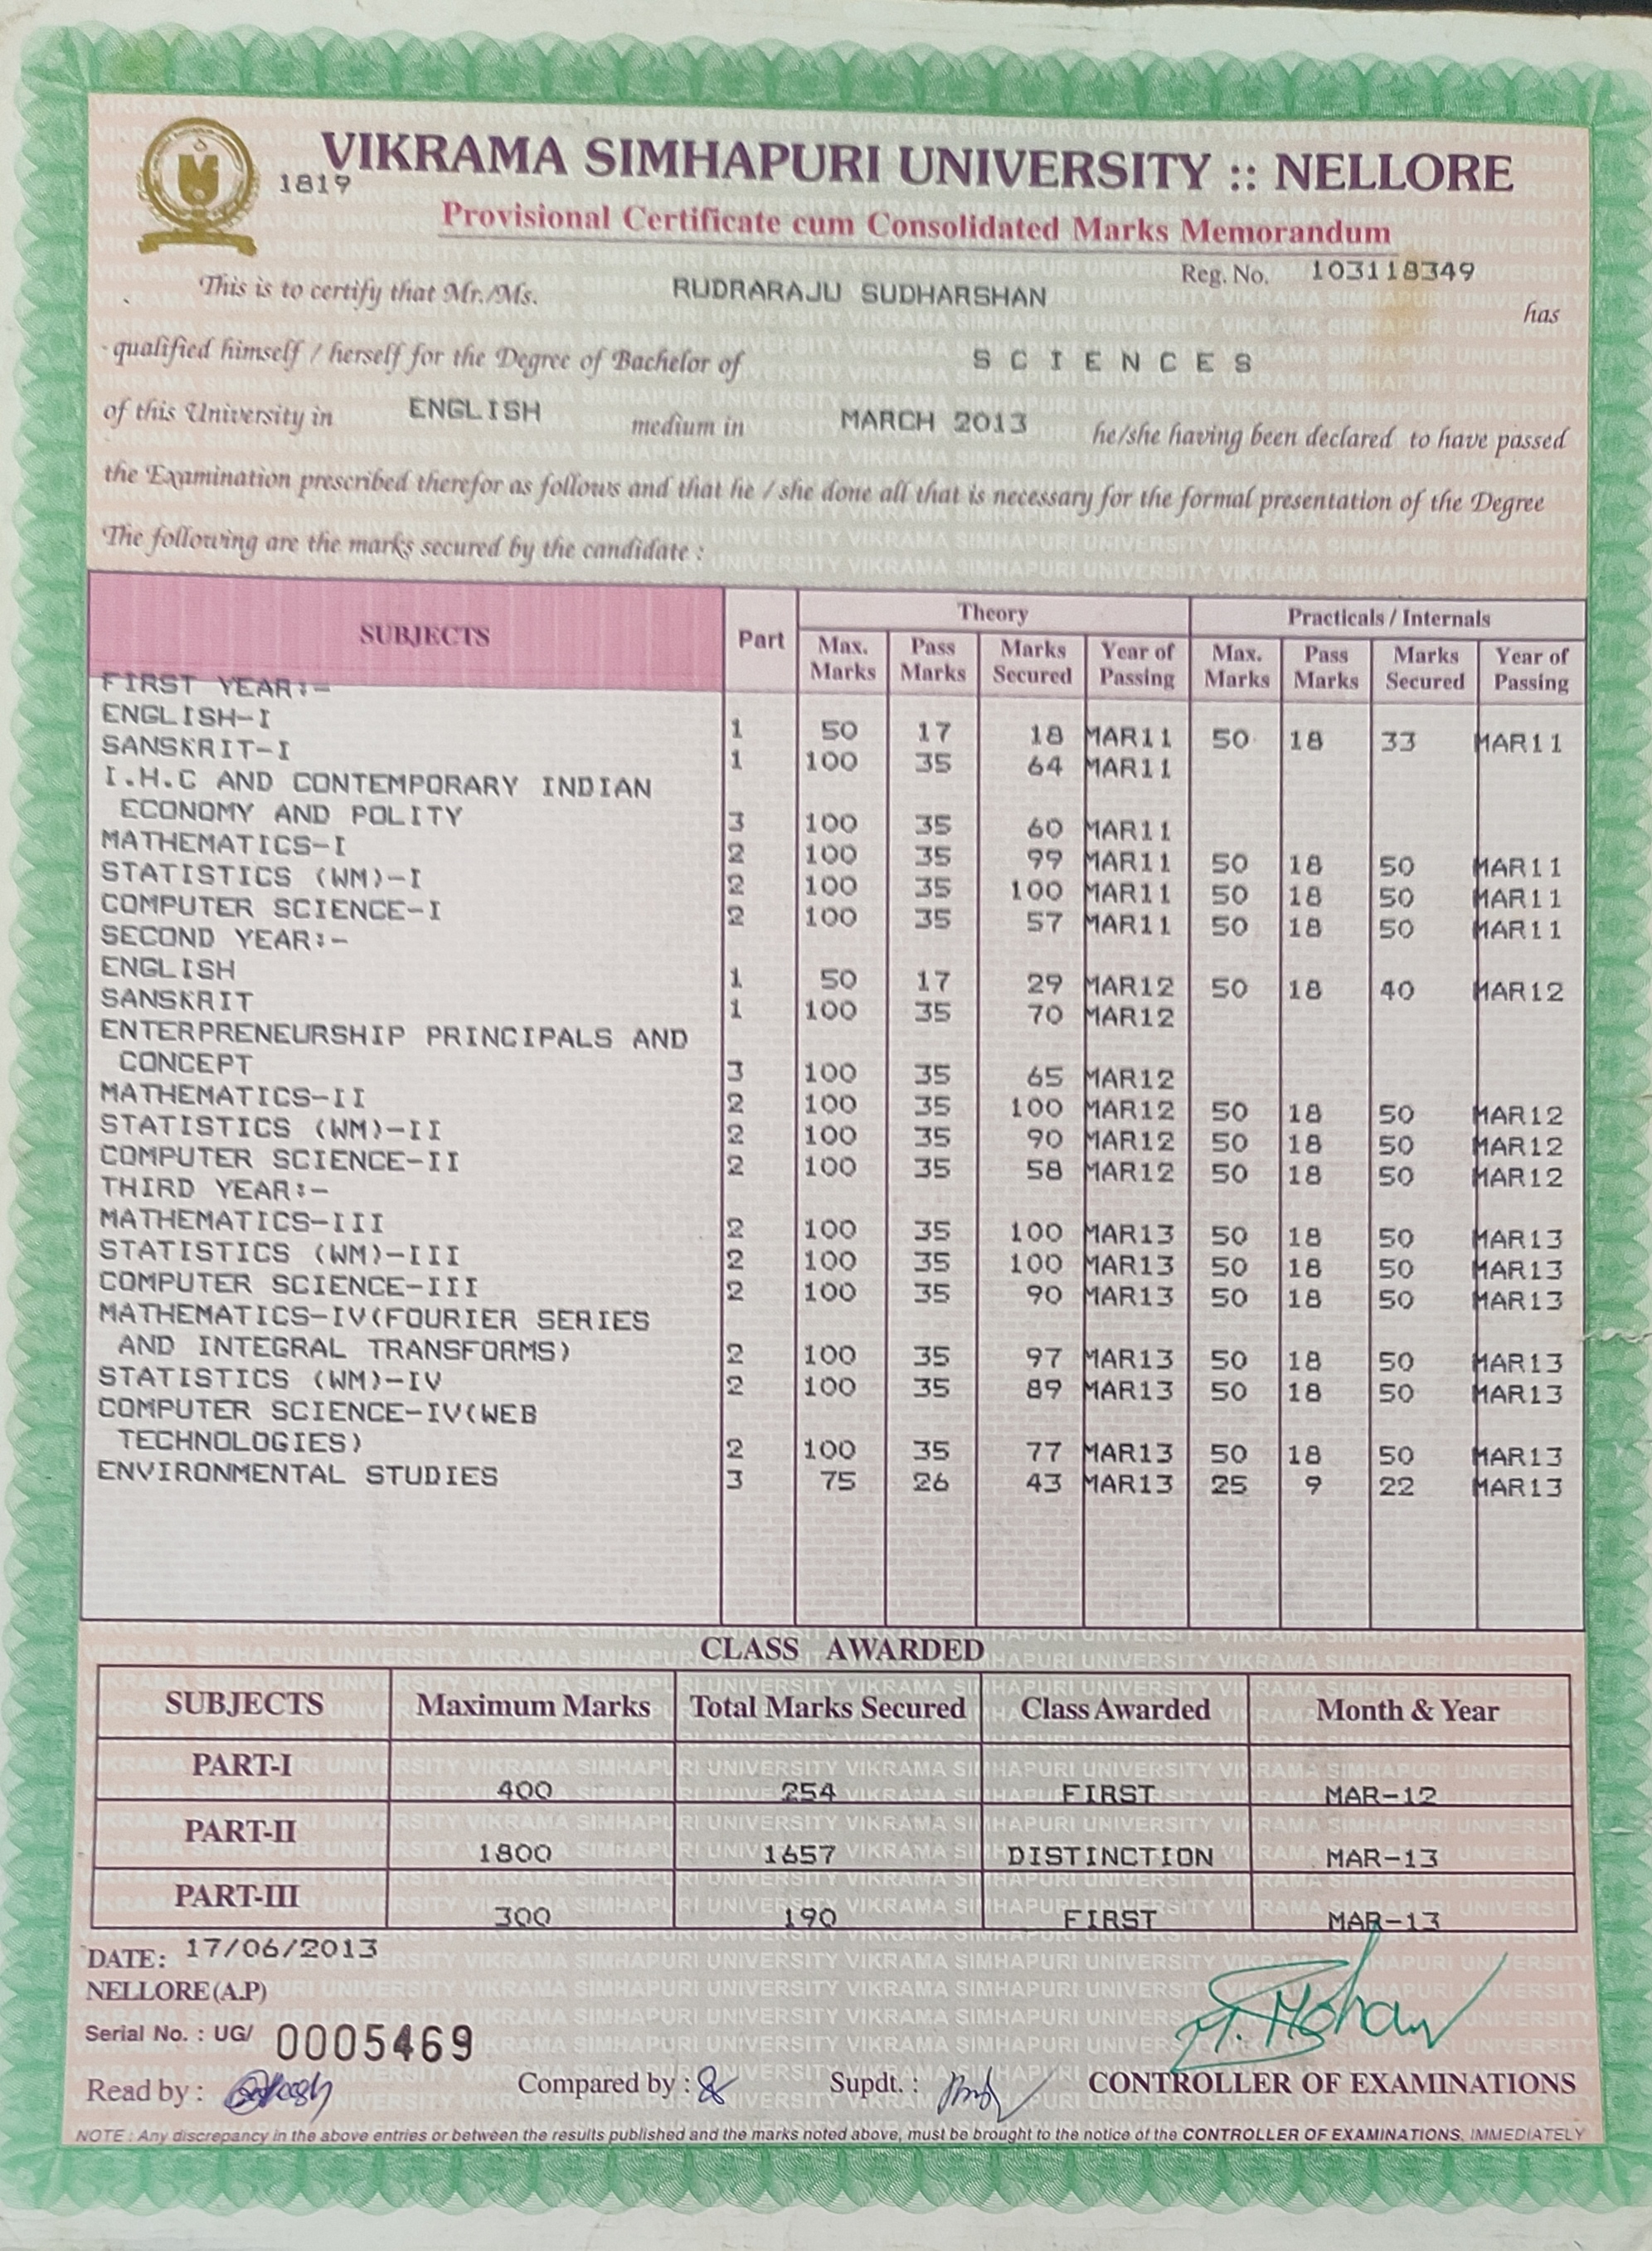 VIKRAMA SIMHAPURI UNIVERSITY :: NELLORE
1819
Provisional Certificate cum Consolidated Marks Memorandum
Reg. No. 103118349
This is to certify that Mr./Ms. RUDRARAJU SUDHARSHAN has
qualified himself / herself for the Degree of Bachelor of SCIENCES
of this University in ENGLISH medium in MARCH 2013 he/she having been declared to have passed
the Examination prescribed therefor as follows and that he / she done all that is necessary for the formal presentation of the Degree
The following are the marks secured by the candidate :
SUBJECTS Part Theory Practicals / Internals
Max. Marks Pass Marks Marks Secured Year of Passing Max. Marks Pass Marks Marks Secured Year of Passing
FIRST YEAR:-
ENGLISH-I 1 50 17 18 MAR11 50 18 33 MAR11
SANSKRIT-I 1 100 35 64 MAR11
I.H.C AND CONTEMPORARY INDIAN
ECONOMY AND POLITY 3 100 35 60 MAR11
MATHEMATICS-I 2 100 35 99 MAR11 50 18 50 MAR11
STATISTICS (WM)-I 2 100 35 100 MAR11 50 18 50 MAR11
COMPUTER SCIENCE-I 2 100 35 57 MAR11 50 18 50 MAR11
SECOND YEAR:-
ENGLISH 1 50 17 29 MAR12 50 18 40 MAR12
SANSKRIT 1 100 35 70 MAR12
ENTERPRENEURSHIP PRINCIPALS AND
CONCEPT 3 100 35 65 MAR12
MATHEMATICS-II 2 100 35 100 MAR12 50 18 50 MAR12
STATISTICS (WM)-II 2 100 35 90 MAR12 50 18 50 MAR12
COMPUTER SCIENCE-II 2 100 35 58 MAR12 50 18 50 MAR12
THIRD YEAR:-
MATHEMATICS-III 2 100 35 100 MAR13 50 18 50 MAR13
STATISTICS (WM)-III 2 100 35 100 MAR13 50 18 50 MAR13
COMPUTER SCIENCE-III 2 100 35 90 MAR13 50 18 50 MAR13
MATHEMATICS-IV(FOURIER SERIES
AND INTEGRAL TRANSFORMS) 2 100 35 97 MAR13 50 18 50 MAR13
STATISTICS (WM)-IV 2 100 35 89 MAR13 50 18 50 MAR13
COMPUTER SCIENCE-IV(WEB
TECHNOLOGIES) 2 100 35 77 MAR13 50 18 50 MAR13
ENVIRONMENTAL STUDIES 3 75 26 43 MAR13 25 9 22 MAR13
CLASS AWARDED
SUBJECTS Maximum Marks Total Marks Secured Class Awarded Month & Year
PART-I 400 254 FIRST MAR-12
PART-II 1800 1657 DISTINCTION MAR-13
PART-III 300 190 FIRST MAR-13
DATE: 17/06/2013
NELLORE (A.P)
Serial No. : UG/ 0005469
Read by : Compared by : Supdt. : CONTROLLER OF EXAMINATIONS
NOTE : Any discrepancy in the above entries or between the results published and the marks noted above, must be brought to the notice of the CONTROLLER OF EXAMINATIONS, IMMEDIATELY